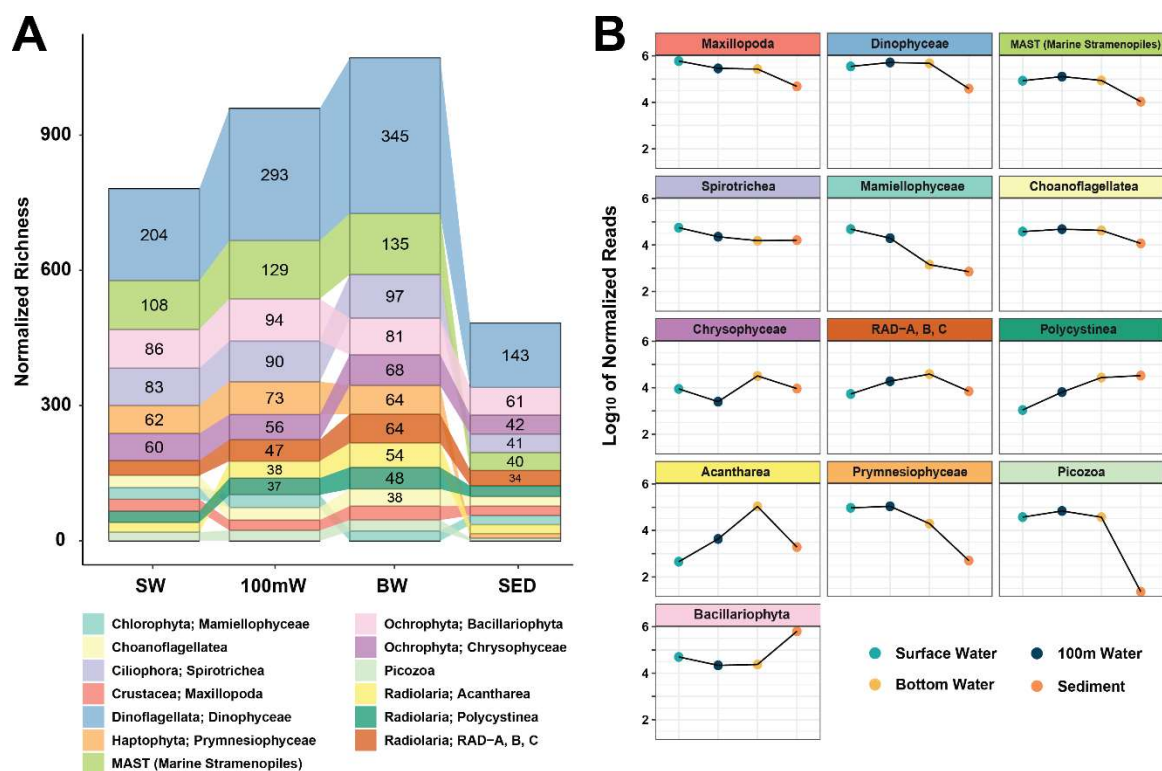 A
Normalized Richness
900
600
300
0
204
108
86
83
62
60
293
129
94
90
73
56
47
38
37
345
135
97
81
68
64
64
54
48
38
143
61
42
41
40
34
SW 100mW BW SED
Chlorophyta; Mamiellophyceae
Choanoflagellatea
Ciliophora; Spirotrichea
Crustacea; Maxillopoda
Dinoflagellata; Dinophyceae
Haptophyta; Prymnesiophyceae
MAST (Marine Stramenopiles)
Ochrophyta; Bacillariophyta
Ochrophyta; Chrysophyceae
Picozoa
Radiolaria; Acantharea
Radiolaria; Polycystinea
Radiolaria; RAD−A, B, C
B
Log₁₀ of Normalized Reads
Maxillopoda Dinophyceae MAST (Marine Stramenopiles)
6
4
2
Spirotrichea Mamiellophyceae Choanoflagellatea
6
4
2
Chrysophyceae RAD−A, B, C Polycystinea
6
4
2
Acantharea Prymnesiophyceae Picozoa
6
4
2
Bacillariophyta
6
4
2
Surface Water 100m Water
Bottom Water Sediment